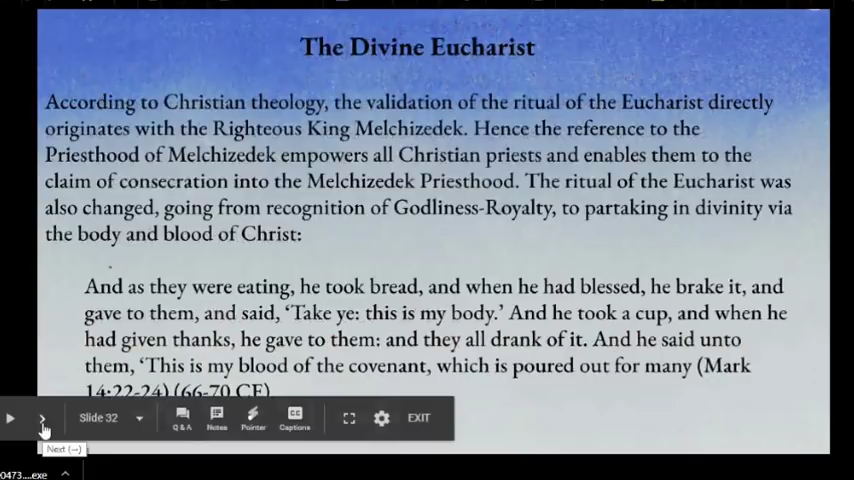 The Divine Eucharist
According to Christian theology, the validation of the ritual of the Eucharist directly
originates with the Righteous King Melchizedek. Hence the reference to the
Priesthood of Melchizedek empowers all Christian priests and enables them to the
claim of consecration into the Melchizedek Priesthood. The ritual of the Eucharist was
also changed, going from recognition of Godliness-Royalty, to partaking in divinity via
the body and blood of Christ:
And as they were eating, he took bread, and when he had blessed, he brake it, and
gave to them, and said, ‘Take ye: this is my body.’ And he took a cup, and when he
had given thanks, he gave to them: and they all drank of it. And he said unto
them, ‘This is my blood of the covenant, which is poured out for many (Mark
14:22-24) (66-70 CE)
Slide 32
Q & A
Notes
Pointer
Captions
EXIT
Next (→)
0473....exe